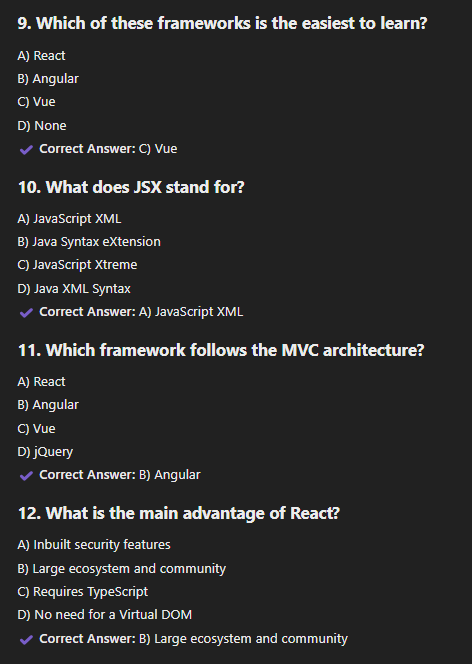 9. Which of these frameworks is the easiest to learn?
A) React
B) Angular
C) Vue
D) None
✔ Correct Answer: C) Vue
10. What does JSX stand for?
A) JavaScript XML
B) Java Syntax eXtension
C) JavaScript Xtreme
D) Java XML Syntax
✔ Correct Answer: A) JavaScript XML
11. Which framework follows the MVC architecture?
A) React
B) Angular
C) Vue
D) jQuery
✔ Correct Answer: B) Angular
12. What is the main advantage of React?
A) Inbuilt security features
B) Large ecosystem and community
C) Requires TypeScript
D) No need for a Virtual DOM
✔ Correct Answer: B) Large ecosystem and community